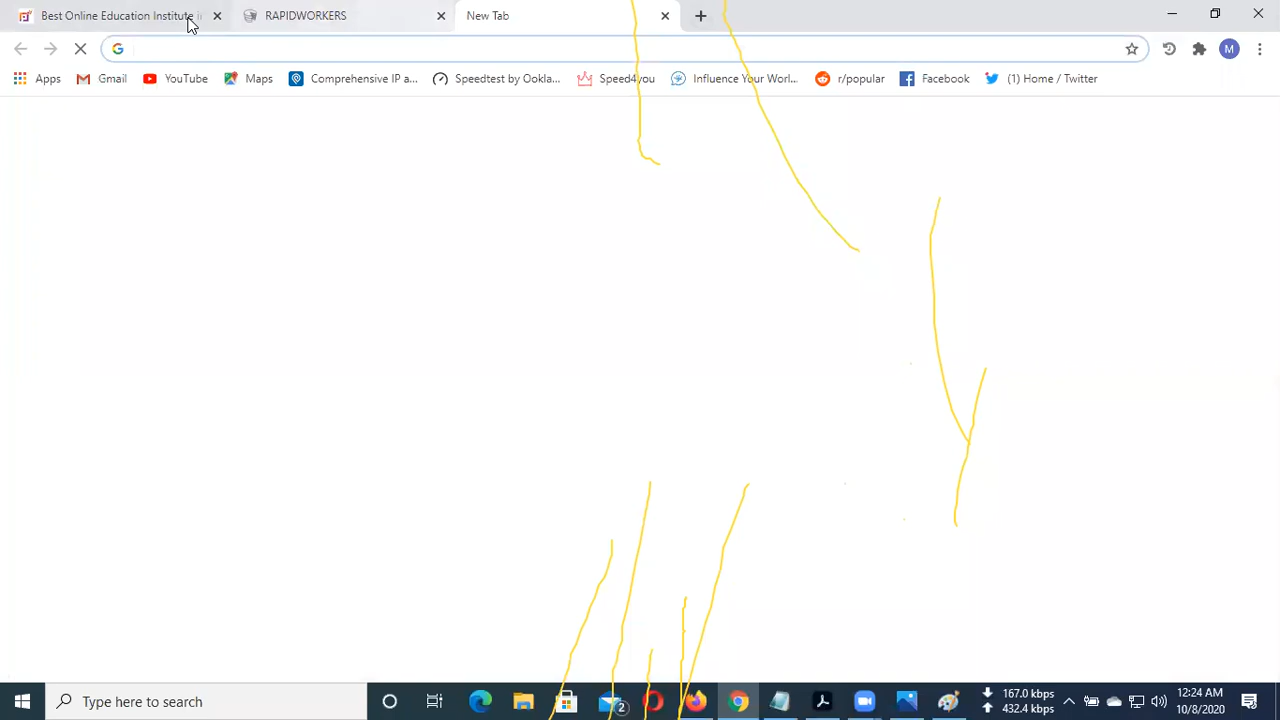 Best Online Education Institute i
RAPIDWORKERS
New Tab
M
Apps
Gmail
YouTube
Maps
Comprehensive IP a...
Speedtest by Ookla...
Speed4you
Influence Your Worl...
r/popular
Facebook
(1) Home / Twitter
Type here to search
2
167.0 kbps
432.4 kbps
12:24 AM
10/8/2020